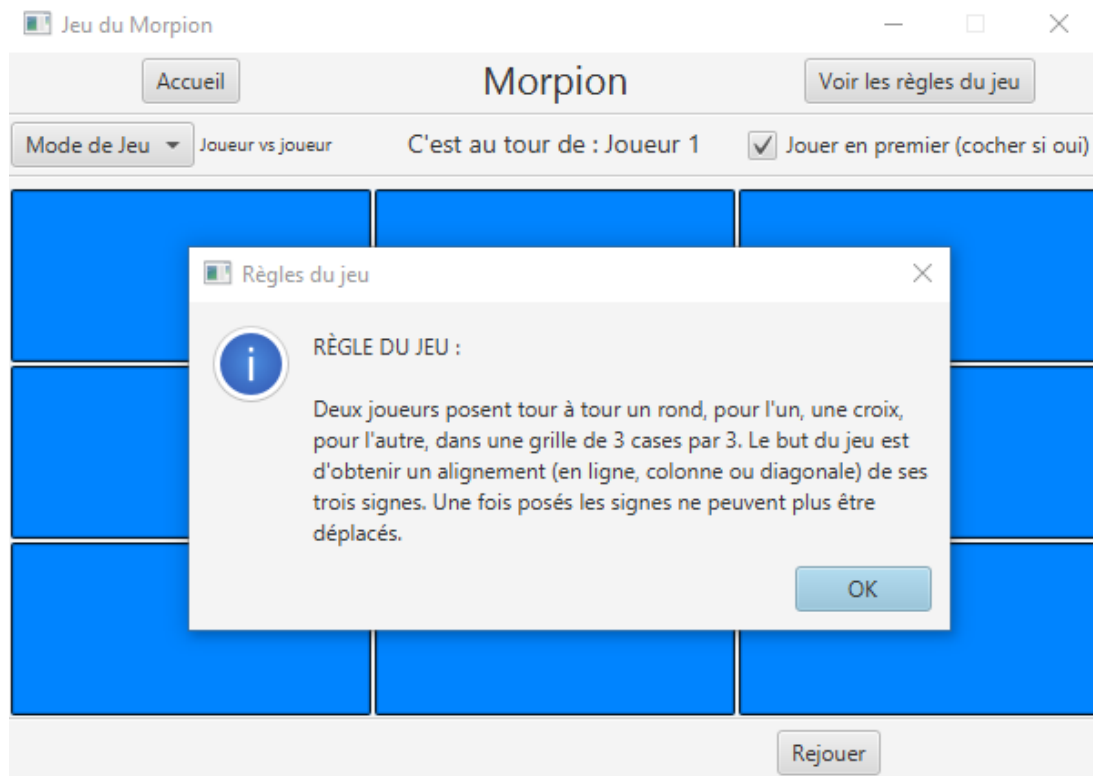 Jeu du Morpion
Accueil
Morpion
Voir les règles du jeu
Mode de Jeu
Joueur vs joueur
C'est au tour de : Joueur 1
Jouer en premier (cocher si oui)
Règles du jeu
RÈGLE DU JEU :
Deux joueurs posent tour à tour un rond, pour l'un, une croix,
pour l'autre, dans une grille de 3 cases par 3. Le but du jeu est
d'obtenir un alignement (en ligne, colonne ou diagonale) de ses
trois signes. Une fois posés les signes ne peuvent plus être
déplacés.
OK
Rejouer